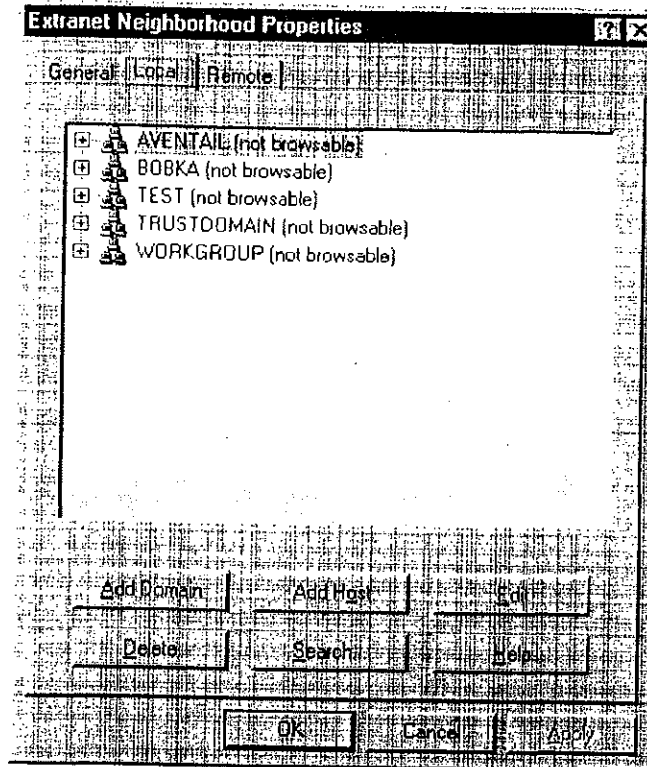 Extranet Neighborhood Properties
General Local Remote
AVENTAIL (not browsable)
BOBKA (not browsable)
TEST (not browsable)
TRUSTDOMAIN (not browsable)
WORKGROUP (not browsable)
Add Domain... Add Host... Edit...
Delete Search... Help
OK Cancel Apply